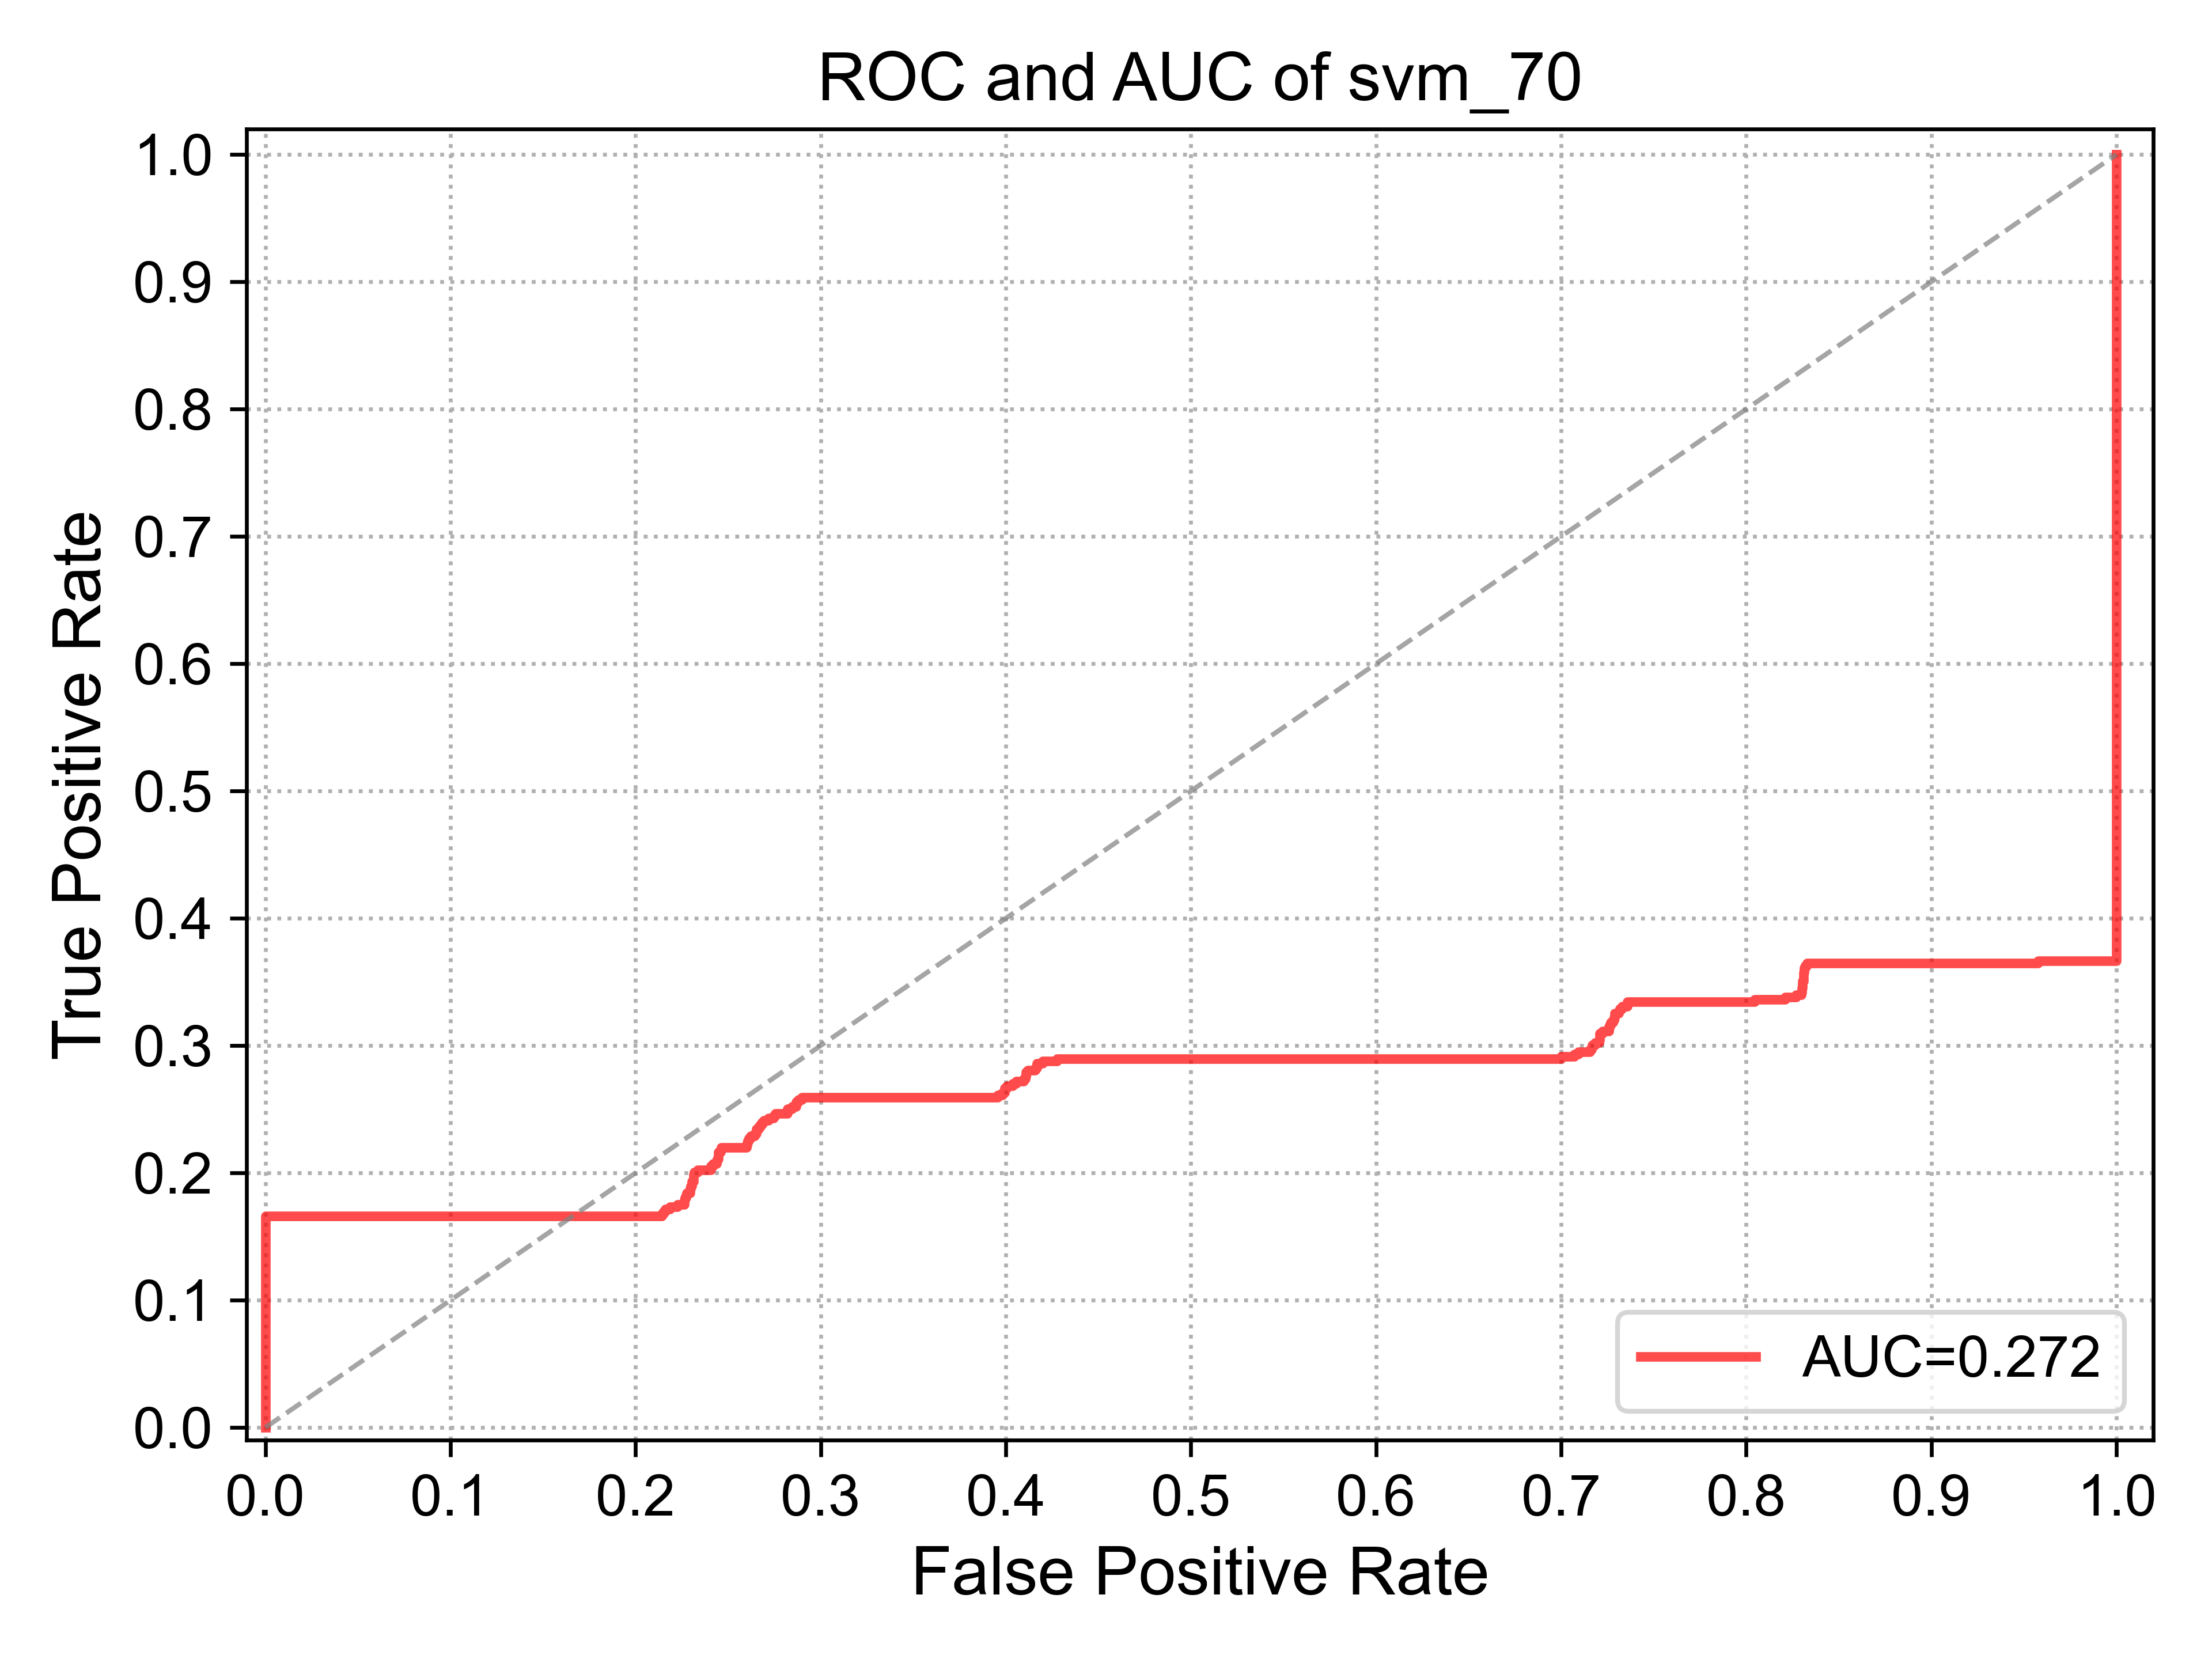 ROC and AUC of svm_70
1.0
0.9
0.8
0.7
0.6
0.5
0.4
0.3
0.2
0.1
0.0
True Positive Rate
AUC=0.272
0.0 0.1 0.2 0.3 0.4 0.5 0.6 0.7 0.8 0.9 1.0
False Positive Rate